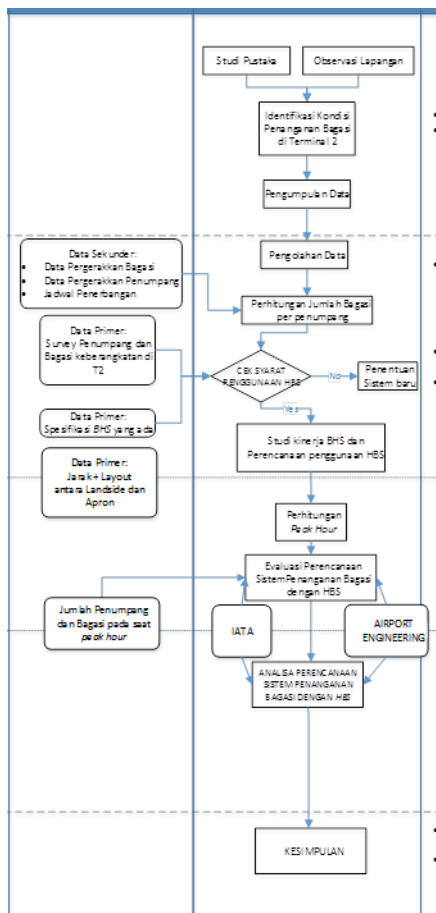 Studi Pustaka
Observasi Lapangan
Identifikasi Kondisi
Penanganan Bagasi
di Terminal 2
Pengumpulan Data
Pengolahan Data
Data Sekunder:
• Data Pergerakkan Bagasi
• Data Pergerakkan Penumpang
• Jadwal Penerbangan
Perhitungan Jumlah Bagasi
per penumpang
Data Primer:
Survey Penumpang dan
Bagasi keberangkatan di
T2
CEK SYARAT
PENGGUNAAN HBS
No
Penentuan
Sistem baru
Yes
Data Primer:
Spesifikasi BHS yang ada
Studi kinerja BHS dan
Perencanaan penggunaan HBS
Data Primer:
Jarak + Layout
antara Landside dan
Apron
Perhitungan
Peak Hour
Evaluasi Perencanaan
Sistem Penanganan Bagasi
dengan HBS
Jumlah Penumpang
dan Bagasi pada saat
peak hour
IATA
AIRPORT
ENGINEERING
ANALISA PERENCANAAN
SISTEM PENANGANAN
BAGASI DENGAN HBS
KESIMPULAN